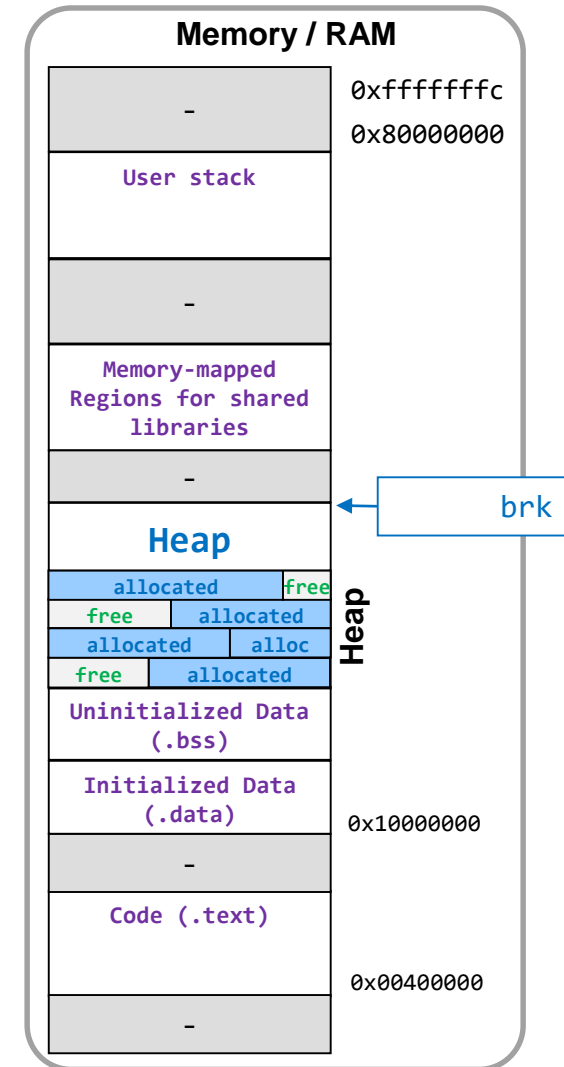 Memory / RAM
-
0xfffffffc
0x80000000
User stack
-
Memory-mapped
Regions for shared
libraries
-
brk
Heap
allocated free
free allocated
allocated alloc
free allocated
Heap
Uninitialized Data
(.bss)
Initialized Data
(.data)
0x10000000
-
Code (.text)
0x00400000
-